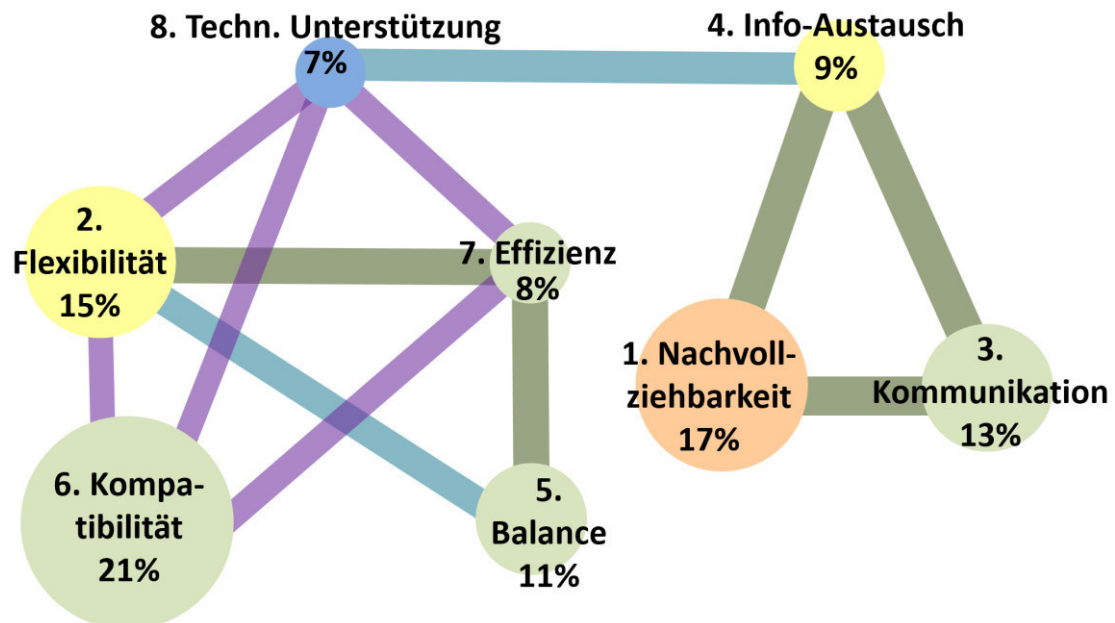 8. Techn. Unterstützung
7%
4. Info-Austausch
9%
2.
Flexibilität
15%
7. Effizienz
8%
1. Nachvoll-
ziehbarkeit
17%
3.
Kommunikation
13%
6. Kompa-
tibilität
21%
5.
Balance
11%